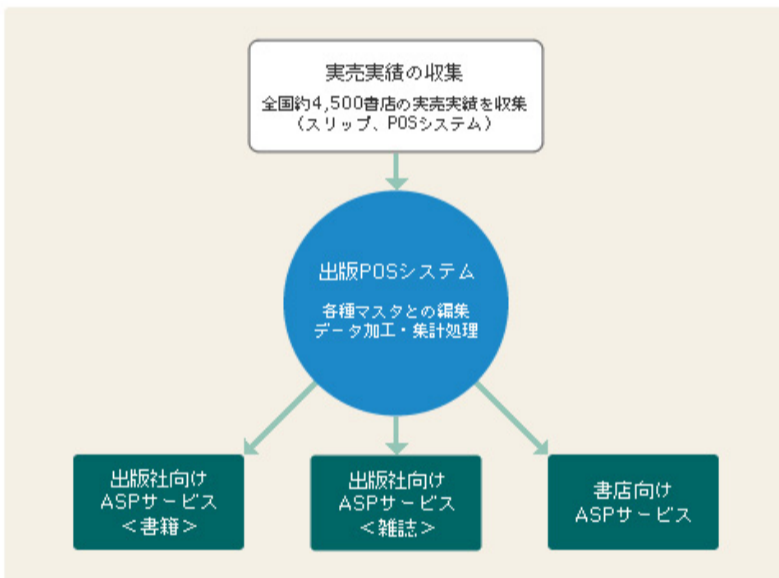 実売実績の収集
全国約4,500書店の実売実績を収集
（スリップ、POSシステム）
出版POSシステム
各種マスタとの編集
データ加工・集計処理
出版社向け
ASPサービス
＜書籍＞
出版社向け
ASPサービス
＜雑誌＞
書店向け
ASPサービス